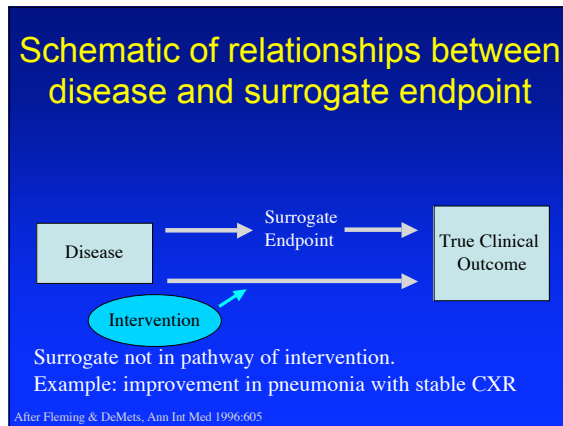 Schematic of relationships between
disease and surrogate endpoint
Surrogate
Endpoint
Disease
True Clinical
Outcome
Intervention
Surrogate not in pathway of intervention.
Example: improvement in pneumonia with stable CXR
After Fleming & DeMets, Ann Int Med 1996:605